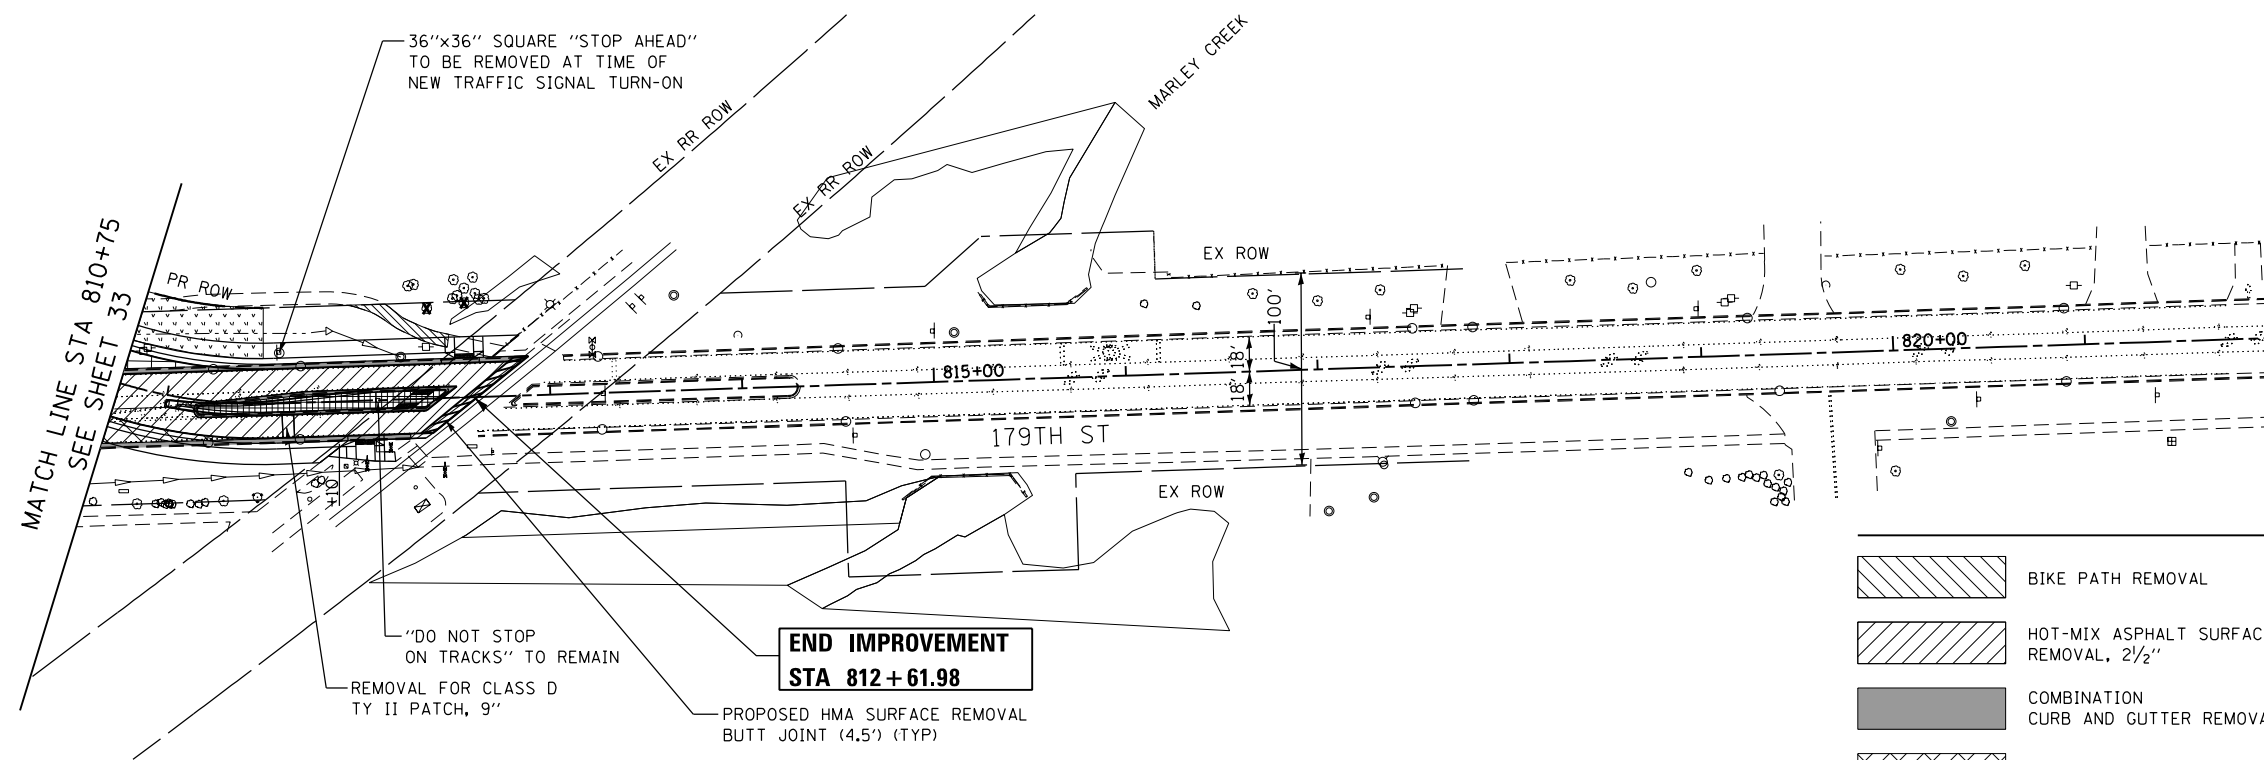 36"x36" SQUARE "STOP AHEAD"
TO BE REMOVED AT TIME OF
NEW TRAFFIC SIGNAL TURN-ON
MARLEY CREEK
EX RR ROW
EX RR ROW
MATCH LINE STA 810+75
SEE SHEET 33
PR ROW
EX ROW
100'
18'
18'
815+00
820+00
179TH ST
EX ROW
+10
"DO NOT STOP
ON TRACKS" TO REMAIN
REMOVAL FOR CLASS D
TY II PATCH, 9"
END IMPROVEMENT
STA 812+61.98
PROPOSED HMA SURFACE REMOVAL
BUTT JOINT (4.5') (TYP)
BIKE PATH REMOVAL
HOT-MIX ASPHALT SURFAC
REMOVAL, 2½"
COMBINATION
CURB AND GUTTER REMOVA